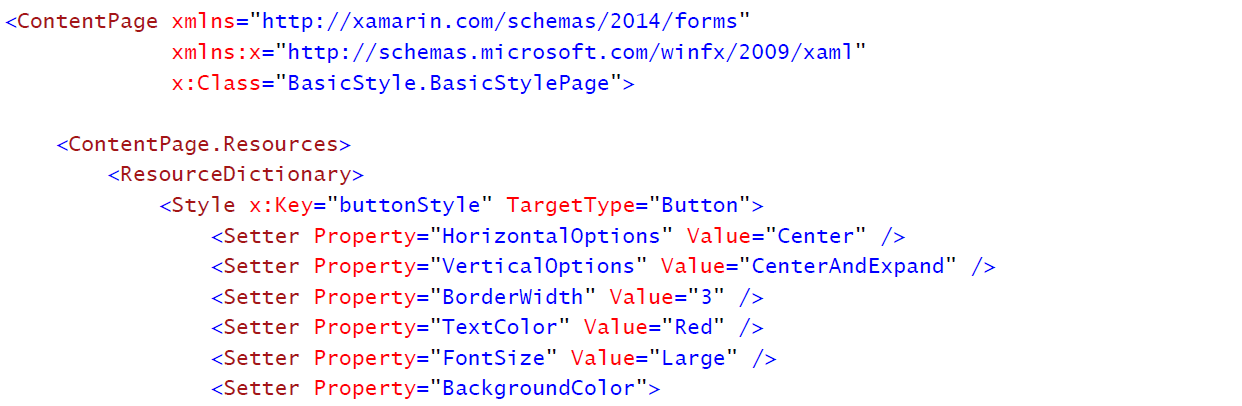 <ContentPage xmlns="http://xamarin.com/schemas/2014/forms"
             xmlns:x="http://schemas.microsoft.com/winfx/2009/xaml"
             x:Class="BasicStyle.BasicStylePage">

    <ContentPage.Resources>
        <ResourceDictionary>
            <Style x:Key="buttonStyle" TargetType="Button">
                <Setter Property="HorizontalOptions" Value="Center" />
                <Setter Property="VerticalOptions" Value="CenterAndExpand" />
                <Setter Property="BorderWidth" Value="3" />
                <Setter Property="TextColor" Value="Red" />
                <Setter Property="FontSize" Value="Large" />
                <Setter Property="BackgroundColor">